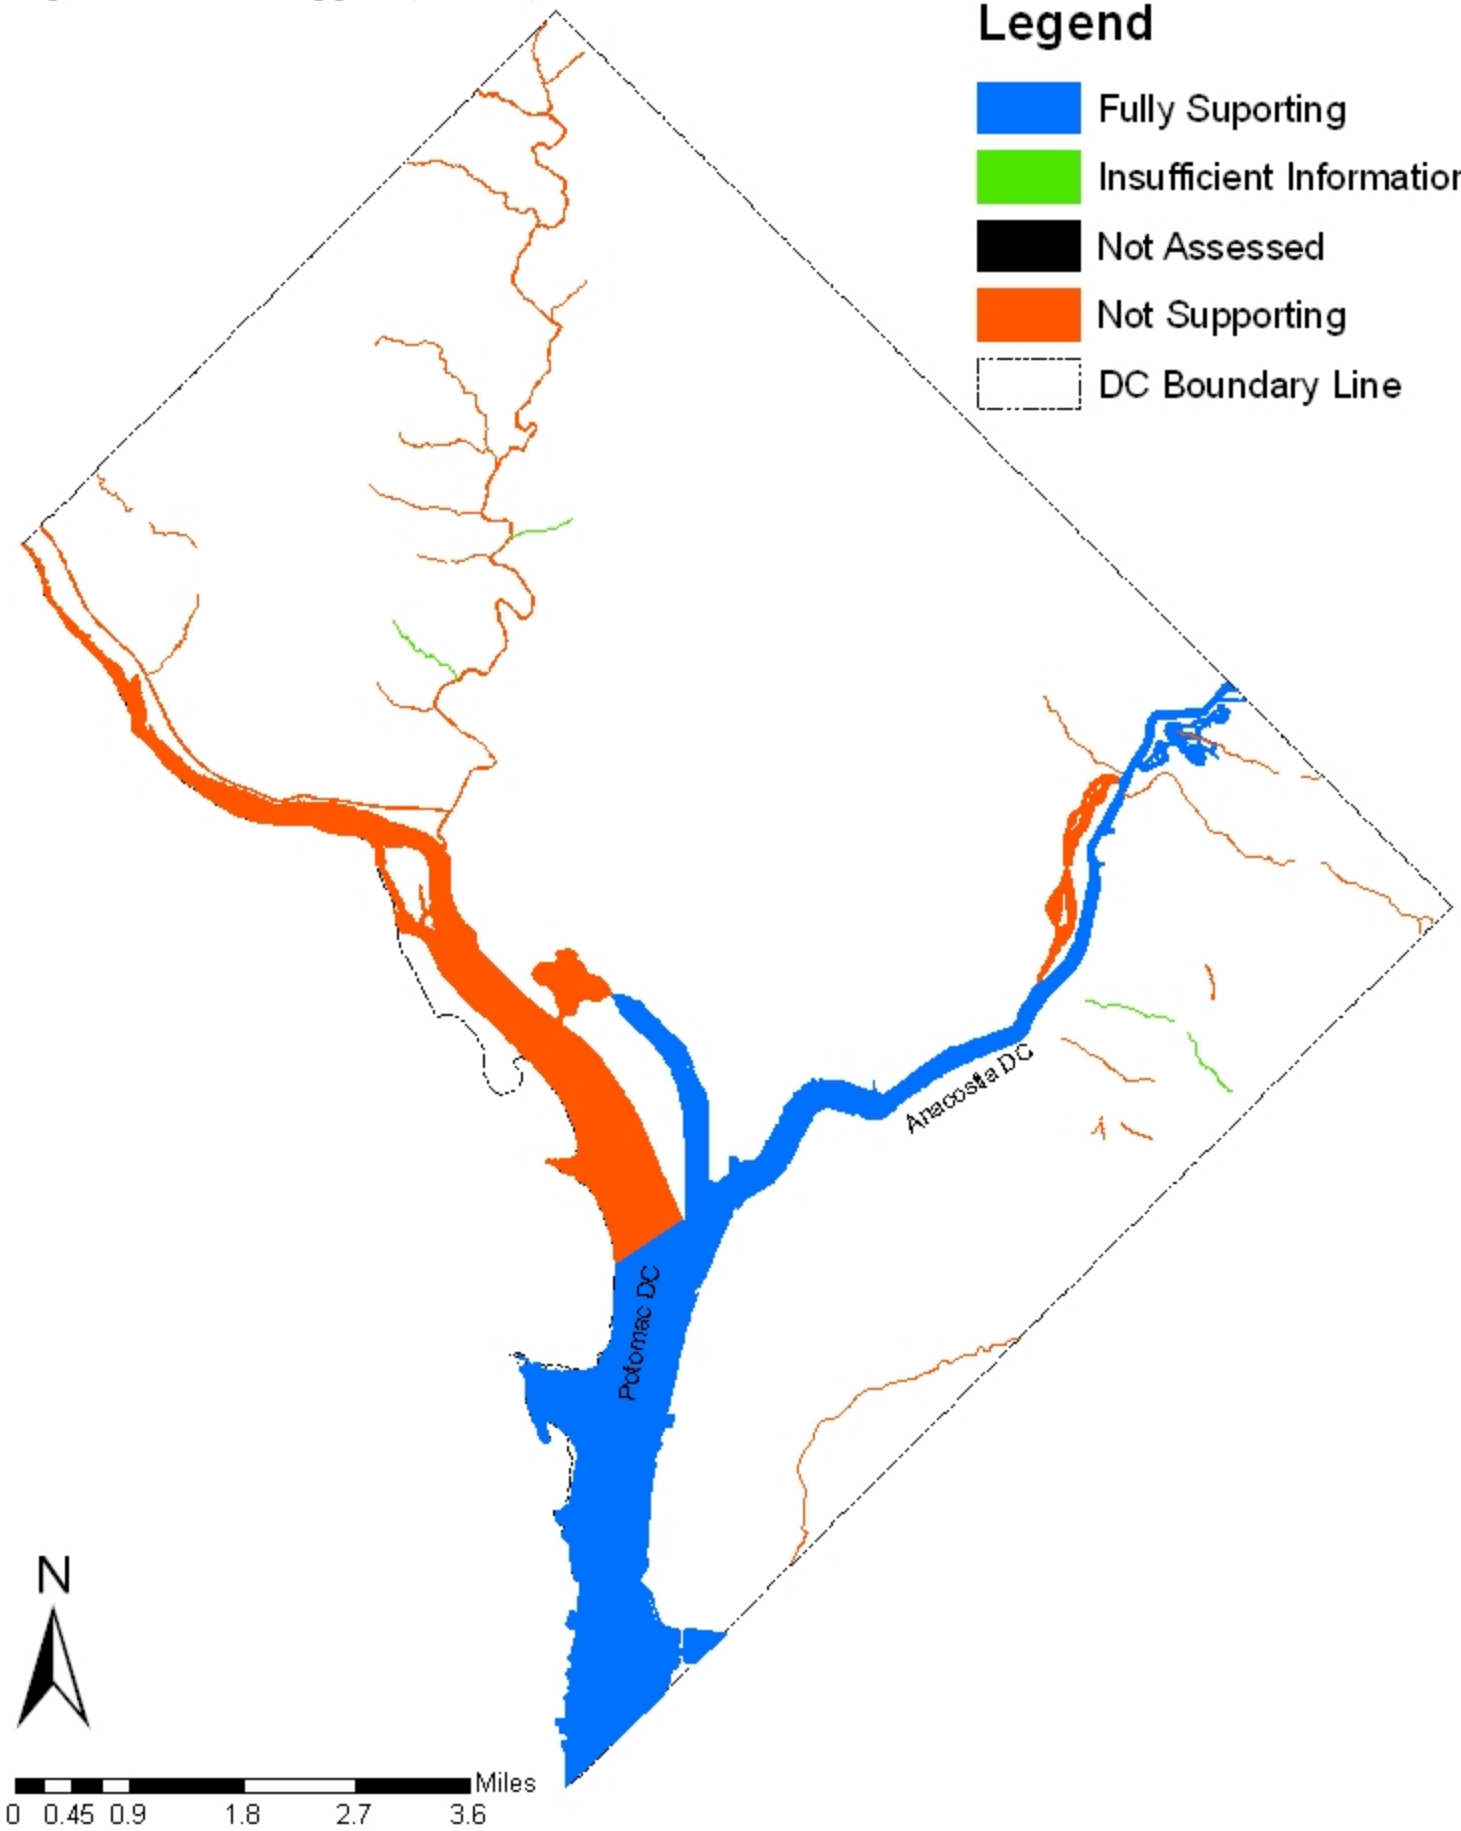 Legend
Fully Suporting
Insufficient Information
Not Assessed
Not Supporting
DC Boundary Line
Anacostia DC
Potomac DC
N
Miles
0 0.45 0.9 1.8 2.7 3.6